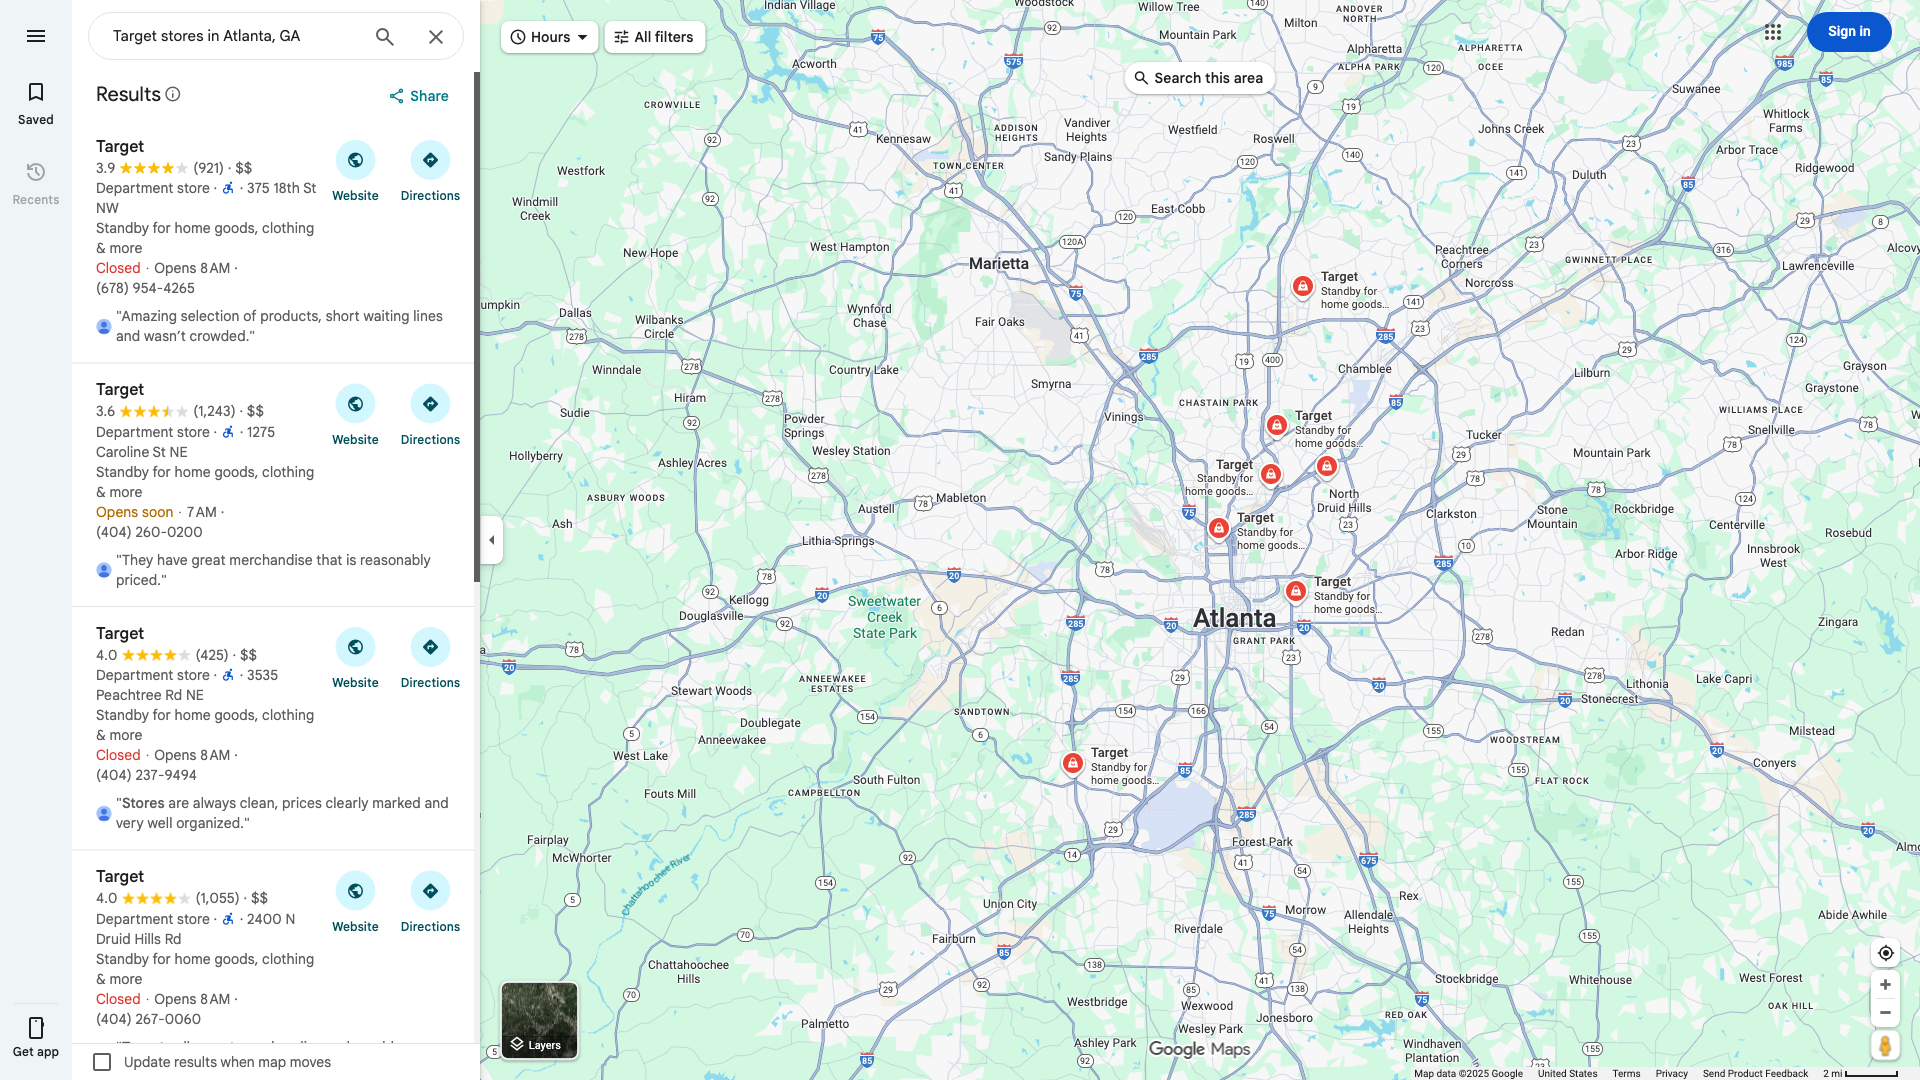 Target stores in Atlanta, GA
Saved
Recents
Get app
Results
Share
Target
3.9 (921) · $$
Department store · · 375 18th St
NW
Standby for home goods, clothing
& more
Closed · Opens 8 AM ·
(678) 954-4265
"Amazing selection of products, short waiting lines
and wasn't crowded."
Website
Directions
Target
3.6 (1,243) · $$
Department store · · 1275
Caroline St NE
Standby for home goods, clothing
& more
Opens soon · 7 AM ·
(404) 260-0200
"They have great merchandise that is reasonably
priced."
Website
Directions
Target
4.0 (425) · $$
Department store · · 3535
Peachtree Rd NE
Standby for home goods, clothing
& more
Closed · Opens 8 AM ·
(404) 237-9494
"Stores are always clean, prices clearly marked and
very well organized."
Website
Directions
Target
4.0 (1,055) · $$
Department store · · 2400 N
Druid Hills Rd
Standby for home goods, clothing
& more
Closed · Opens 8 AM ·
(404) 267-0060
Website
Directions
Update results when map moves
Hours
All filters
Search this area
Sign in
Indian Village
Woodstock
Willow Tree
Milton
ANDOVER
NORTH
Mountain Park
Alpharetta
ALPHARETTA
Acworth
ALPHA PARK
OCEE
Suwanee
CROWVILLE
Whitlock
Farms
Kennesaw
ADDISON
HEIGHTS
Vandiver
Heights
Westfield
Roswell
Johns Creek
Arbor Trace
Westfork
TOWN CENTER
Sandy Plains
Duluth
Ridgewood
Windmill
Creek
East Cobb
New Hope
West Hampton
Marietta
Peachtree
Corners
GWINNETT PLACE
Lawrenceville
Alcovy
Target
Standby for
home goods...
Norcross
umpkin
Dallas
Wilbanks
Circle
Wynford
Chase
Fair Oaks
Winndale
Country Lake
Smyrna
Chamblee
Lilburn
Grayson
Graystone
Hiram
Sudie
Powder
Springs
Vinings
CHASTAIN PARK
Target
Standby for
home goods...
WILLIAMS PLACE
Snellville
Tucker
Mountain Park
Hollyberry
Ashley Acres
Wesley Station
Target
Standby for
home goods...
ASBURY WOODS
Mableton
North
Druid Hills
Clarkston
Stone
Mountain
Rockbridge
Centerville
Rosebud
Ash
Austell
Lithia Springs
Target
Standby for
home goods...
Arbor Ridge
Innsbrook
West
Kellogg
Douglasville
Sweetwater
Creek
State Park
Target
Standby for
home goods...
Atlanta
GRANT PARK
Redan
Zingara
Stewart Woods
ANNEEWAKEE
ESTATES
Lithonia
Lake Capri
Stonecrest
Doublegate
SANDTOWN
Anneewakee
West Lake
WOODSTREAM
Milstead
Target
Standby for
home goods...
South Fulton
CAMPBELLTON
FLAT ROCK
Conyers
Fouts Mill
Fairplay
McWhorter
Forest Park
Almo
Chattahoochee River
Union City
Rex
Morrow
Allendale
Heights
Abide Awhile
Riverdale
Fairburn
Chattahoochee
Hills
Stockbridge
Whitehouse
West Forest
Westbridge
Wexwood
OAK HILL
Palmetto
Wesley Park
Jonesboro
RED OAK
Ashley Park
Windhaven
Plantation
Layers
Google Maps
Map data ©2025 Google
United States
Terms
Privacy
Send Product Feedback
2 mi